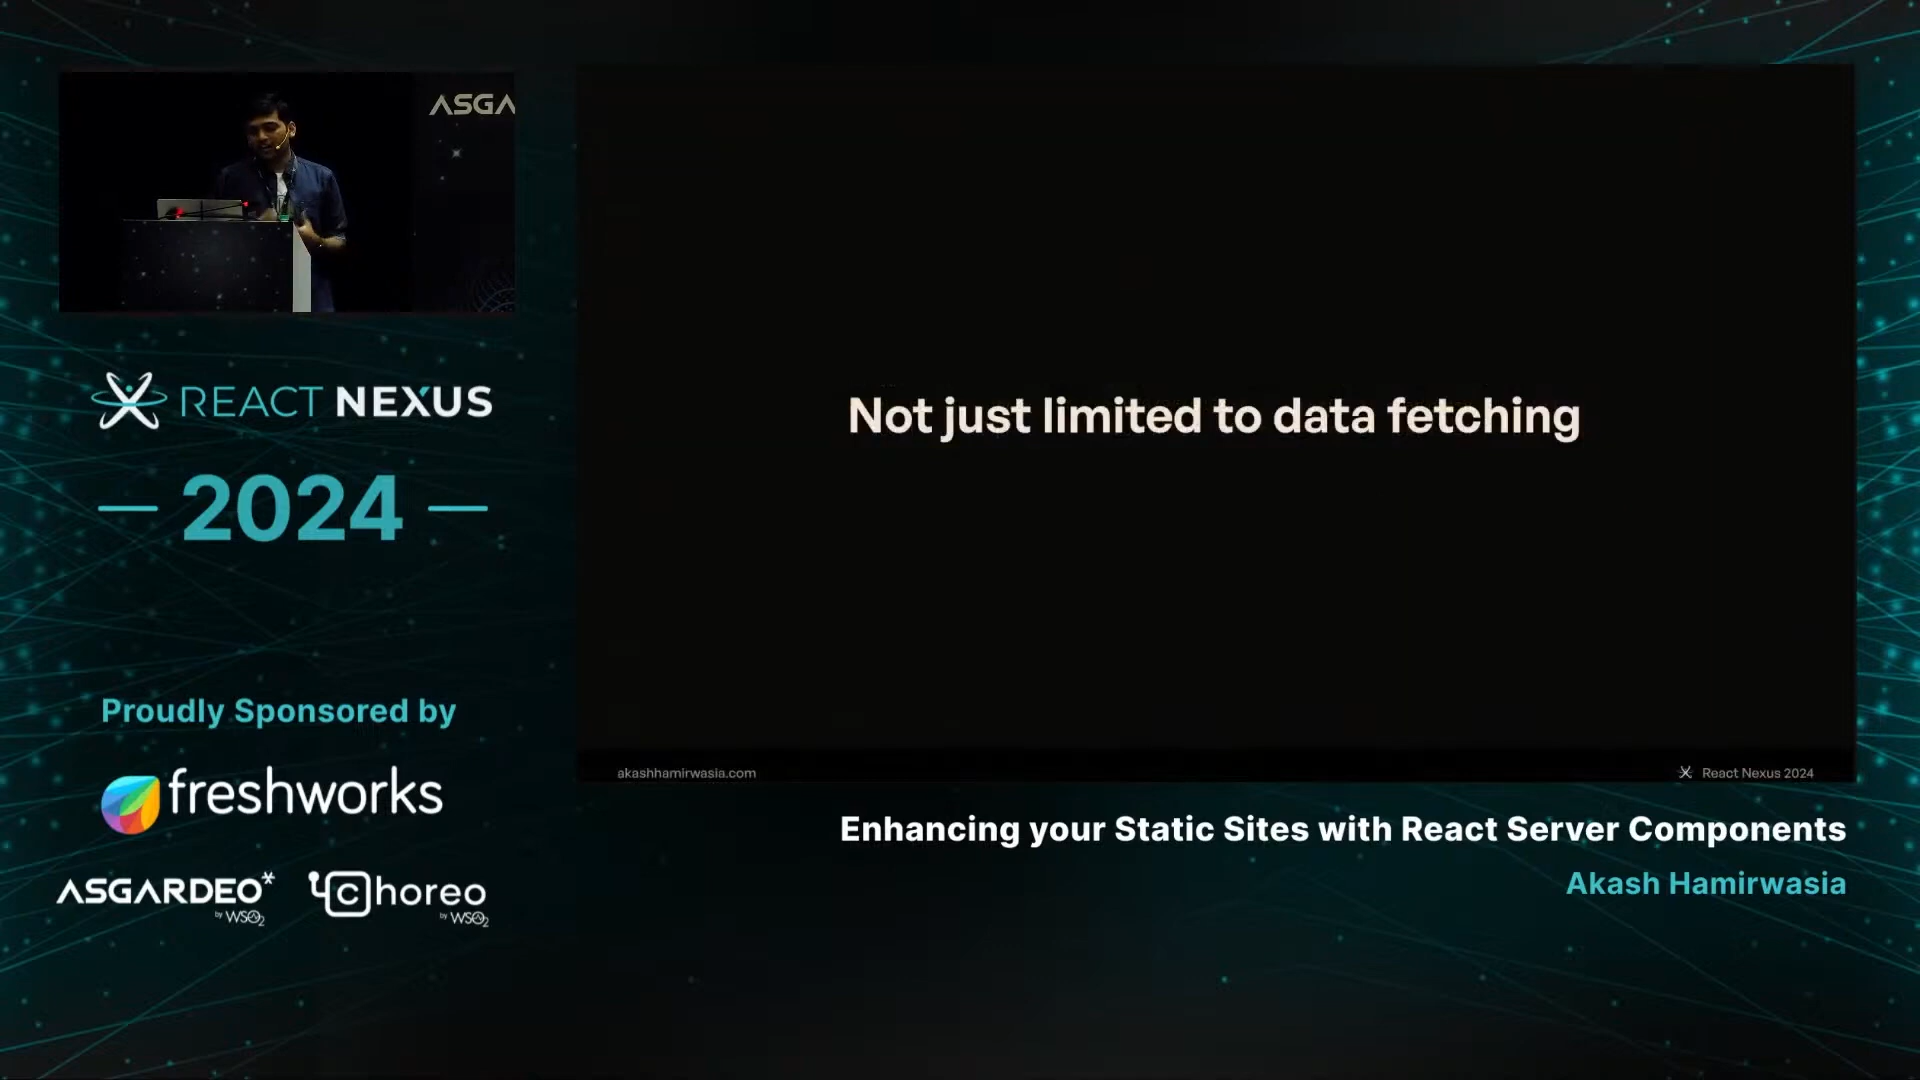 ASGA
REACT NEXUS
2024
Proudly Sponsored by
freshworks
ASGARDEO
by WSO2
choreo
by WSO2
Not just limited to data fetching
akashhamirwasia.com
React Nexus 2024
Enhancing your Static Sites with React Server Components
Akash Hamirwasia